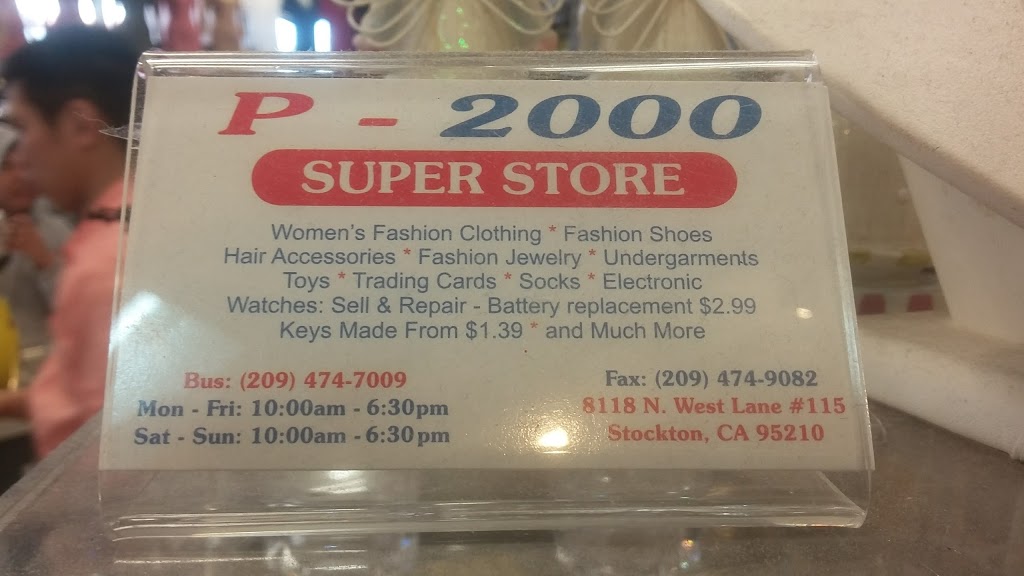 P - 2000
SUPER STORE
Women's Fashion Clothing * Fashion Shoes
Hair Accessories * Fashion Jewelry * Undergarments
Toys * Trading Cards * Socks * Electronic
Watches: Sell & Repair - Battery replacement $2.99
Keys Made From $1.39 * and Much More
Bus: (209) 474-7009
Mon - Fri: 10:00am - 6:30pm
Sat - Sun: 10:00am - 6:30pm
Fax: (209) 474-9082
8118 N. West Lane #115
Stockton, CA 95210